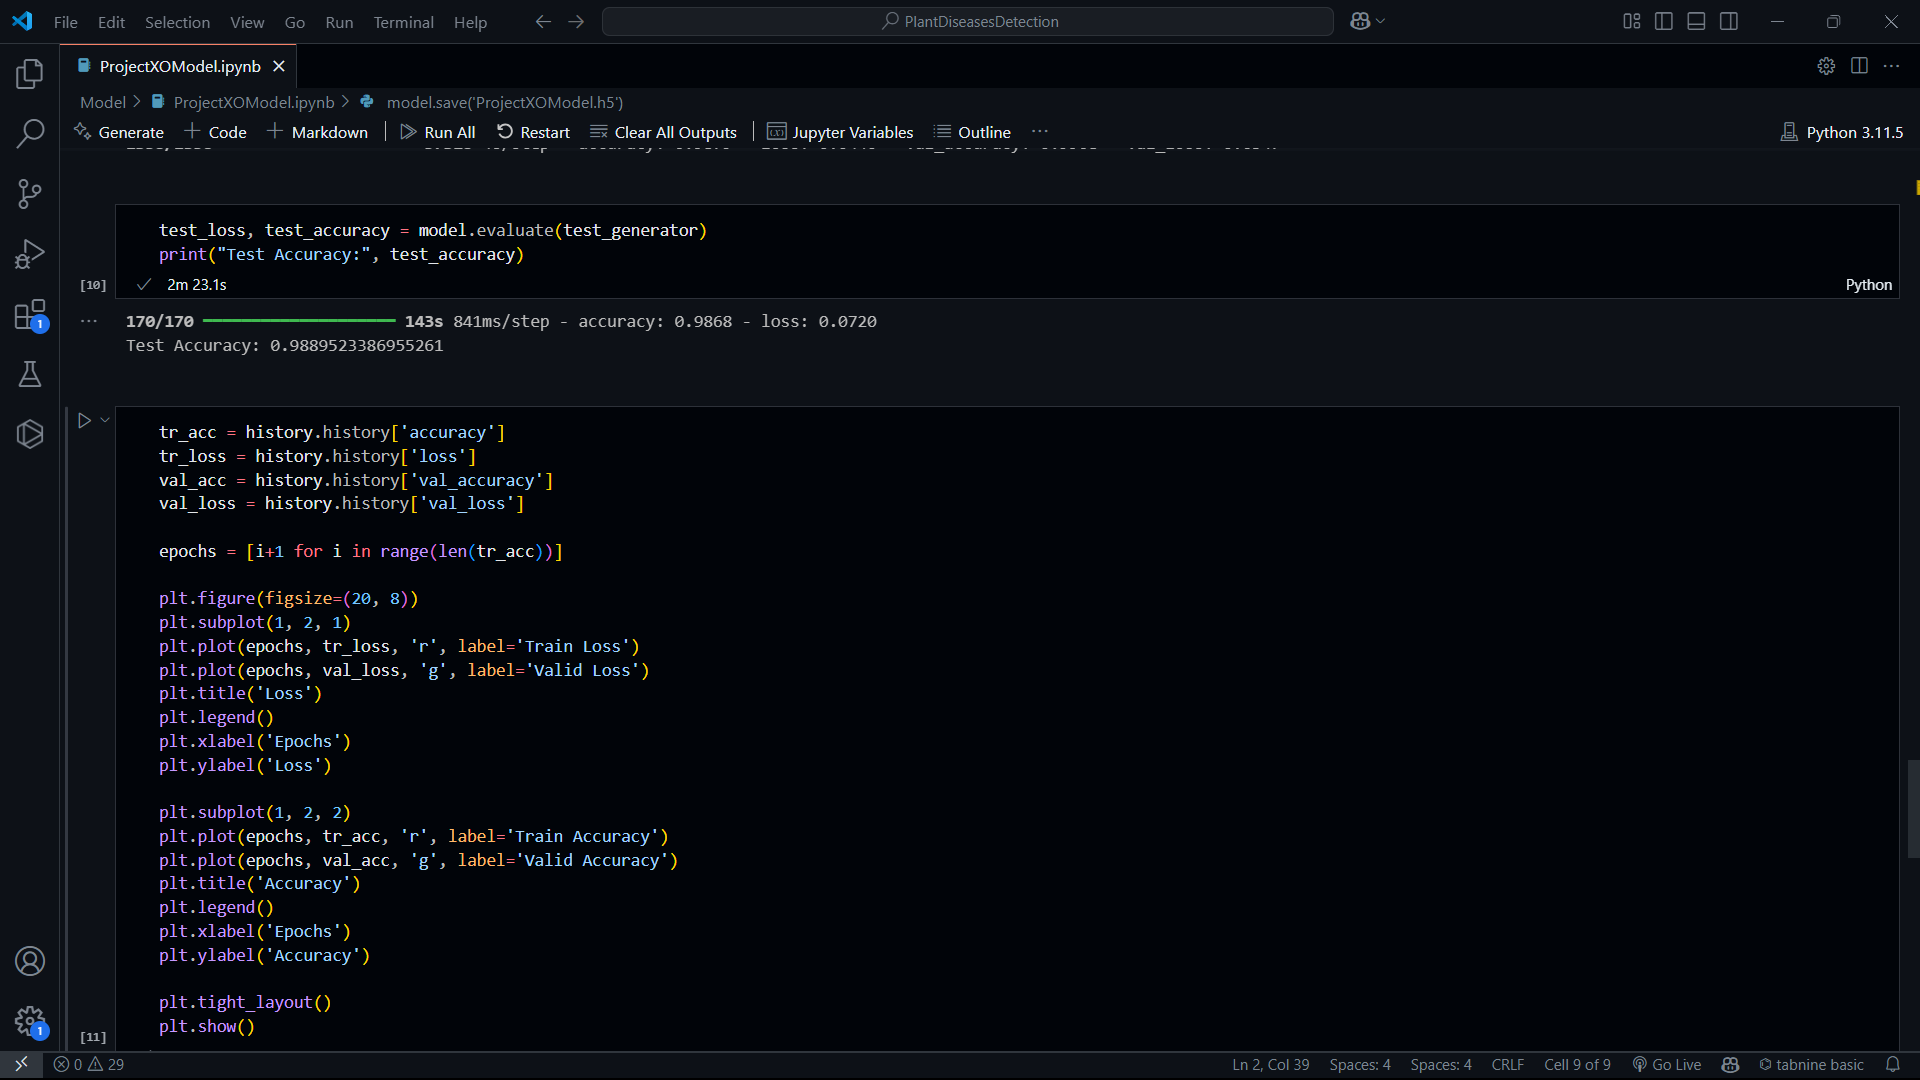 File Edit Selection View Go Run Terminal Help PlantDiseasesDetection
ProjectXOModel.ipynb
Model > ProjectXOModel.ipynb > model.save('ProjectXOModel.h5')
Generate + Code + Markdown Run All Restart Clear All Outputs Jupyter Variables Outline ... Python 3.11.5
test_loss, test_accuracy = model.evaluate(test_generator)
print("Test Accuracy:", test_accuracy)
[10] 2m 23.1s Python
... 170/170 143s 841ms/step - accuracy: 0.9868 - loss: 0.0720
Test Accuracy: 0.9889523386955261
tr_acc = history.history['accuracy']
tr_loss = history.history['loss']
val_acc = history.history['val_accuracy']
val_loss = history.history['val_loss']
epochs = [i+1 for i in range(len(tr_acc))]
plt.figure(figsize=(20, 8))
plt.subplot(1, 2, 1)
plt.plot(epochs, tr_loss, 'r', label='Train Loss')
plt.plot(epochs, val_loss, 'g', label='Valid Loss')
plt.title('Loss')
plt.legend()
plt.xlabel('Epochs')
plt.ylabel('Loss')
plt.subplot(1, 2, 2)
plt.plot(epochs, tr_acc, 'r', label='Train Accuracy')
plt.plot(epochs, val_acc, 'g', label='Valid Accuracy')
plt.title('Accuracy')
plt.legend()
plt.xlabel('Epochs')
plt.ylabel('Accuracy')
plt.tight_layout()
plt.show()
[11]
1
1
0 29 Ln 2, Col 39 Spaces: 4 Spaces: 4 CRLF Cell 9 of 9 Go Live tabnine basic